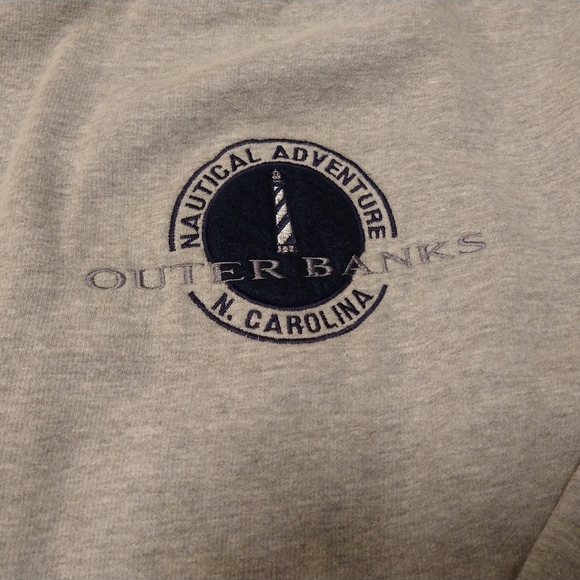 NAUTICAL ADVENTURE
OUTER BANKS
N. CAROLINA